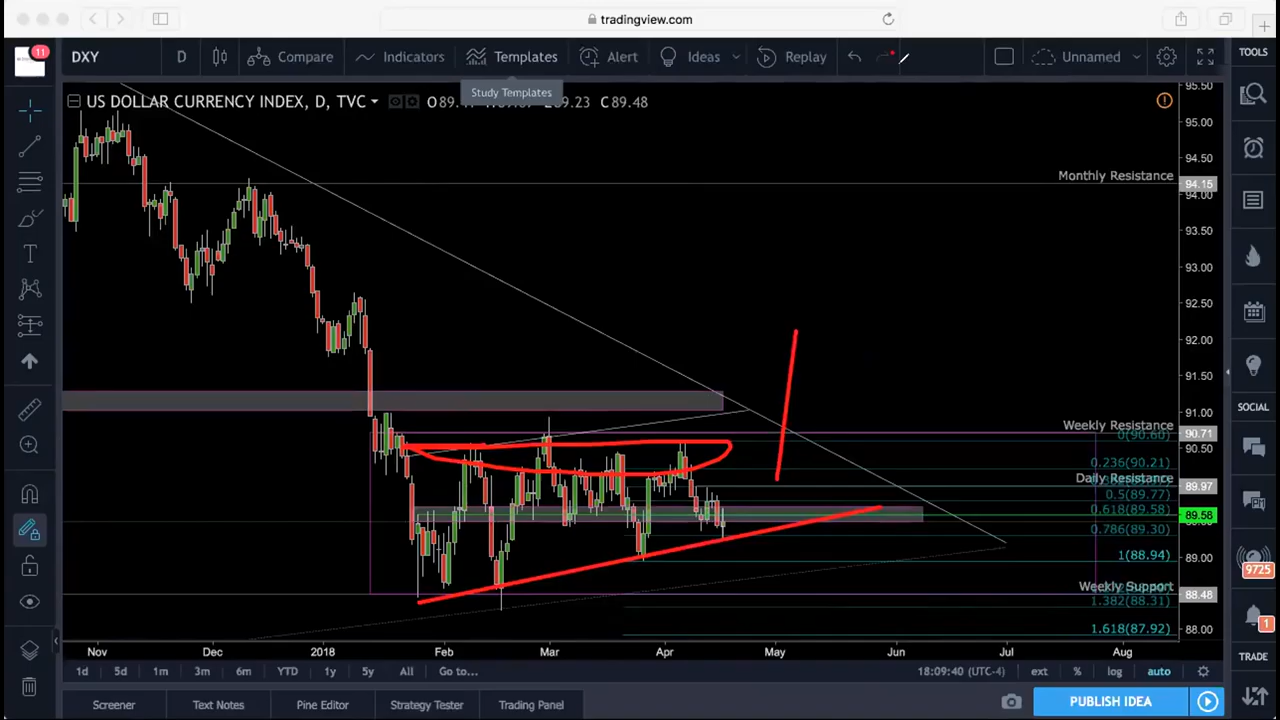 tradingview.com
11
DXY
D
Compare
Indicators
Templates
Alert
Ideas
Replay
Unnamed
TOOLS
Study Templates
US DOLLAR CURRENCY INDEX, D, TVC
C89.48
95.50
95.00
94.50
Monthly Resistance
94.15
94.00
93.50
93.00
92.50
92.00
91.50
91.00
SOCIAL
Weekly Resistance
90.71
0(90.60)
90.50
0.236(90.21)
Daily Resistance
89.97
0.5(89.77)
0.618(89.58)
89.58
0.786(89.30)
1(88.94)
89.00
9725
Weekly Support
88.48
1.382(88.31)
1.618(87.92)
88.00
1
Nov
Dec
2018
Feb
Mar
Apr
May
Jun
Jul
Aug
TRADE
1d
5d
1m
3m
6m
YTD
1y
5y
All
Go to...
18:09:40 (UTC-4)
ext
%
log
auto
Screener
Text Notes
Pine Editor
Strategy Tester
Trading Panel
PUBLISH IDEA